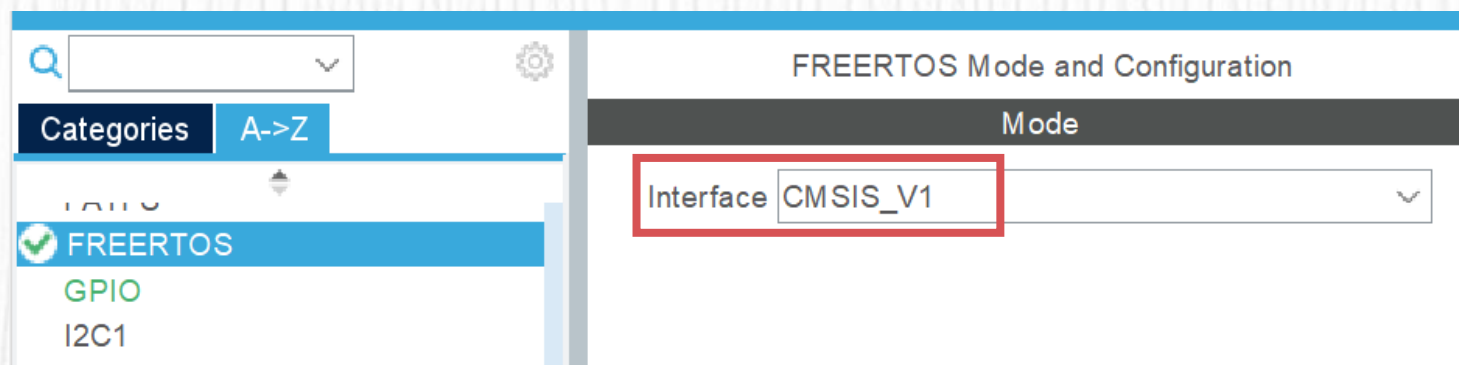 FREERTOS Mode and Configuration
Categories
A->Z
Mode
Interface
CMSIS_V1
FREERTOS
GPIO
I2C1